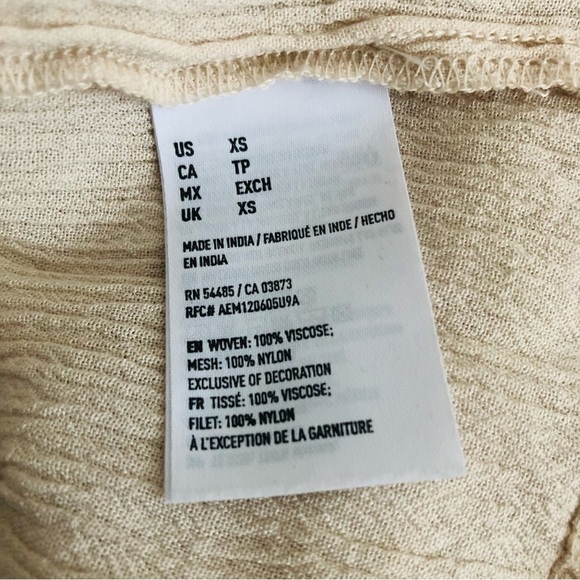 US XS
CA TP
MX EXCH
UK XS
MADE IN INDIA / FABRIQUÉ EN INDE / HECHO
EN INDIA
RN 54485 / CA 03873
RFC# AEM120605U9A
EN WOVEN: 100% VISCOSE;
MESH: 100% NYLON
EXCLUSIVE OF DECORATION
FR TISSÉ: 100% VISCOSE;
FILET: 100% NYLON
À L'EXCEPTION DE LA GARNITURE